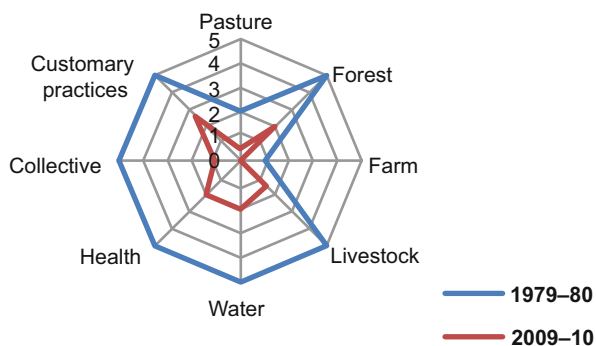 Pasture
5
4
3
2
1
0
Customary
practices
Forest
Collective
Farm
Health
Livestock
Water
1979–80
2009–10